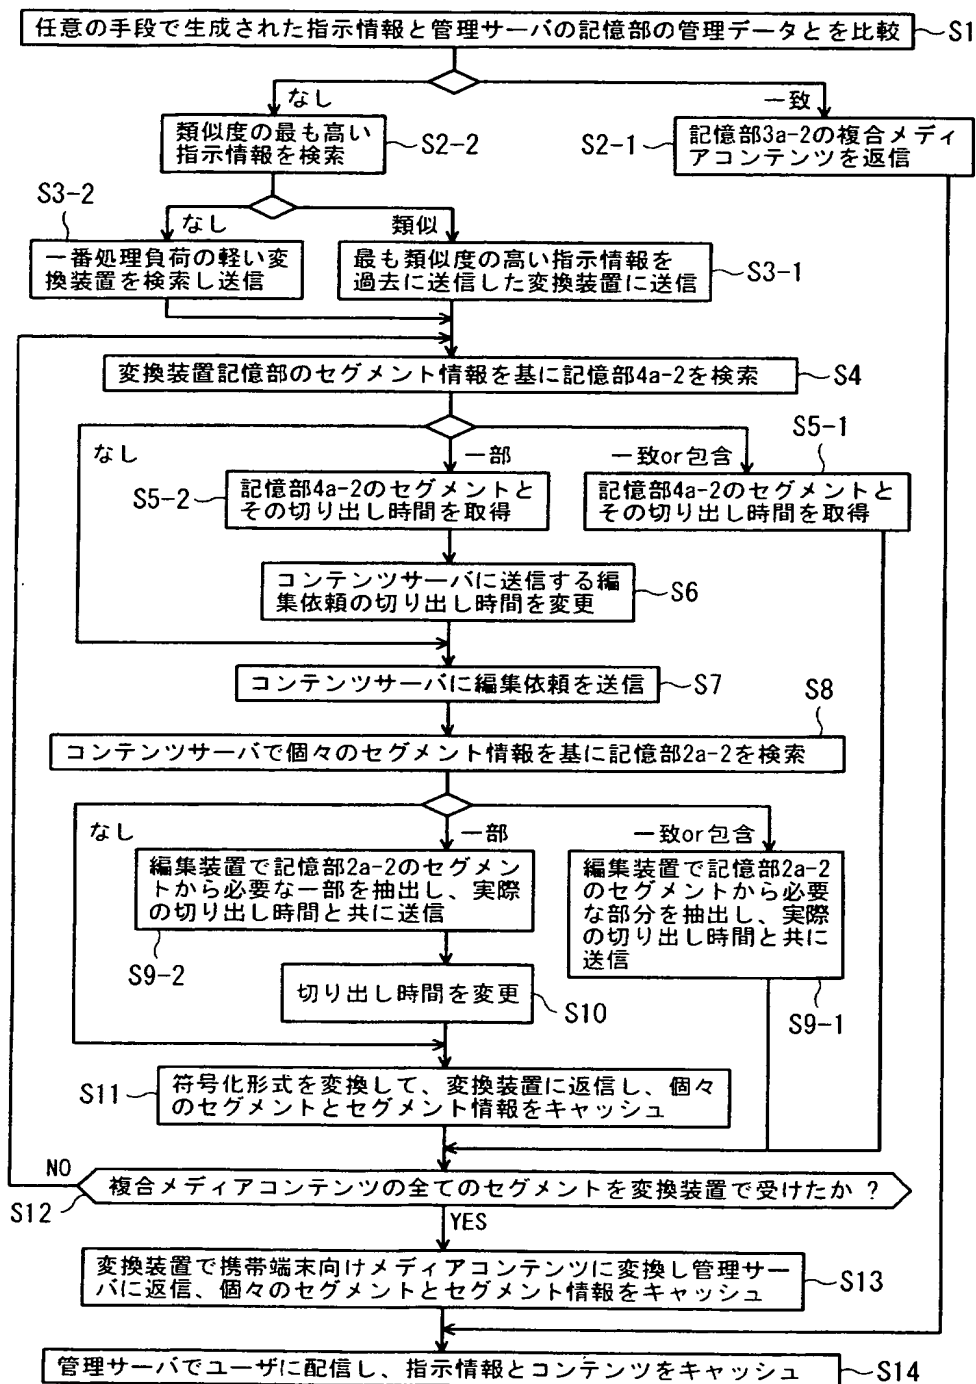 任意の手段で生成された指示情報と管理サーバの記憶部の管理データとを比較
S1
なし
一致
類似度の最も高い
指示情報を検索
S2-2
S2-1
記憶部3a-2の複合メディ
アコンテンツを返信
S3-2
なし
類似
一番処理負荷の軽い変
換装置を検索し送信
最も類似度の高い指示情報を
過去に送信した変換装置に送信
S3-1
変換装置記憶部のセグメント情報を基に記憶部4a-2を検索
S4
なし
一部
一致or包含
S5-1
S5-2
記憶部4a-2のセグメントと
その切り出し時間を取得
記憶部4a-2のセグメントと
その切り出し時間を取得
コンテンツサーバに送信する編
集依頼の切り出し時間を変更
S6
コンテンツサーバに編集依頼を送信
S7
S8
コンテンツサーバで個々のセグメント情報を基に記憶部2a-2を検索
なし
一部
一致or包含
編集装置で記憶部2a-2のセグメン
トから必要な一部を抽出し、実際
の切り出し時間と共に送信
S9-2
編集装置で記憶部2a-2
のセグメントから必要
な部分を抽出し、実際
の切り出し時間と共に
送信
S9-1
切り出し時間を変更
S10
S11
符号化形式を変換して、変換装置に返信し、個々
のセグメントとセグメント情報をキャッシュ
NO
S12
複合メディアコンテンツの全てのセグメントを変換装置で受けたか？
YES
変換装置で携帯端末向けメディアコンテンツに変換し管理サー
バに返信、個々のセグメントとセグメント情報をキャッシュ
S13
管理サーバでユーザに配信し、指示情報とコンテンツをキャッシュ
S14